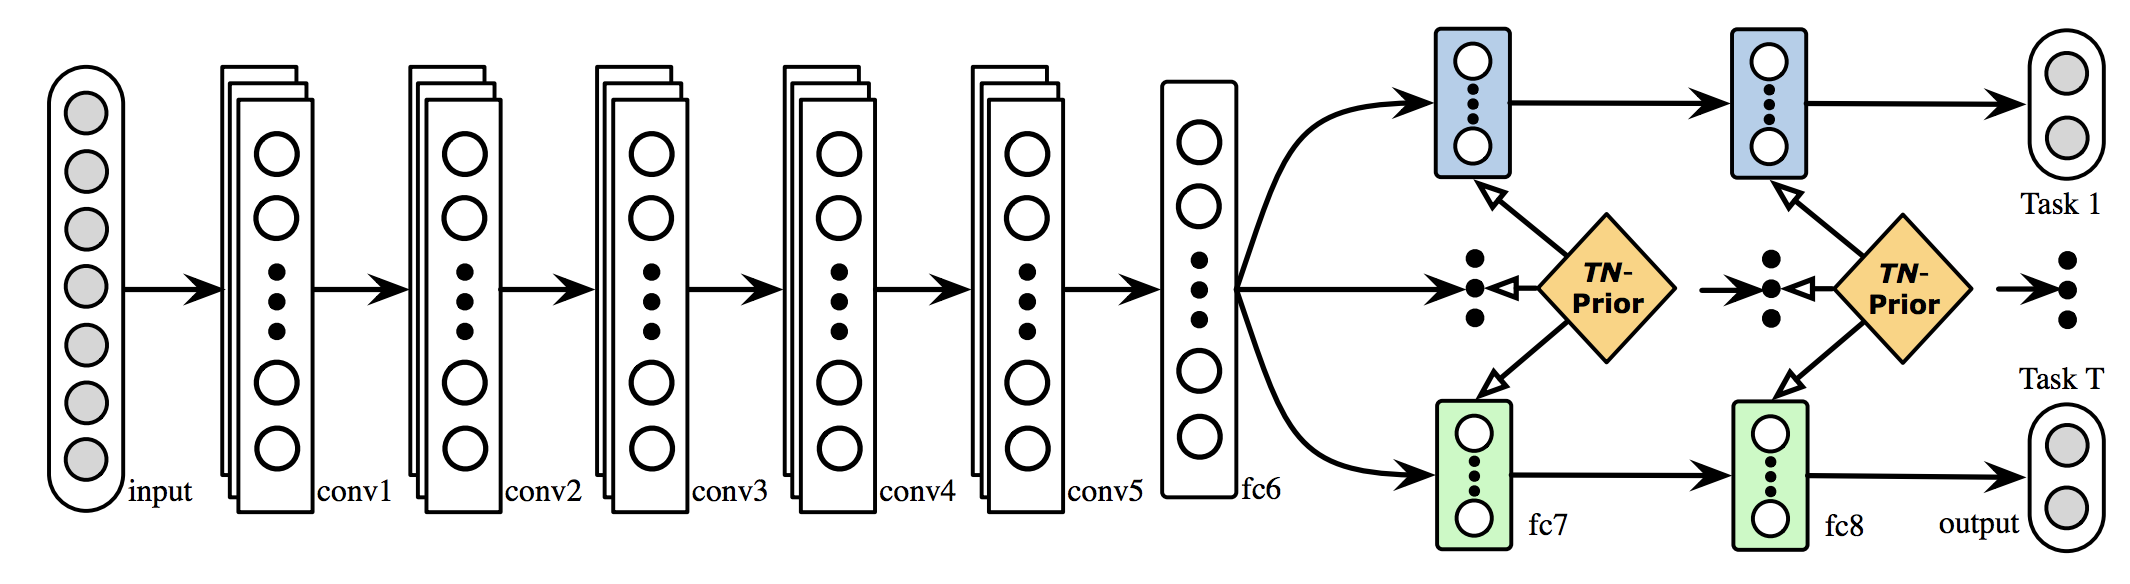 input
conv1
conv2
conv3
conv4
conv5
fc6
TN-
Prior
fc7
TN-
Prior
fc8
Task 1
Task T
output